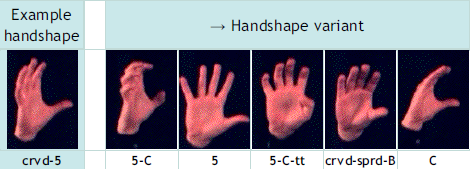 Example
handshape
→ Handshape variant
crvd-5
5-C
5
5-C-tt
crvd-sprd-B
C